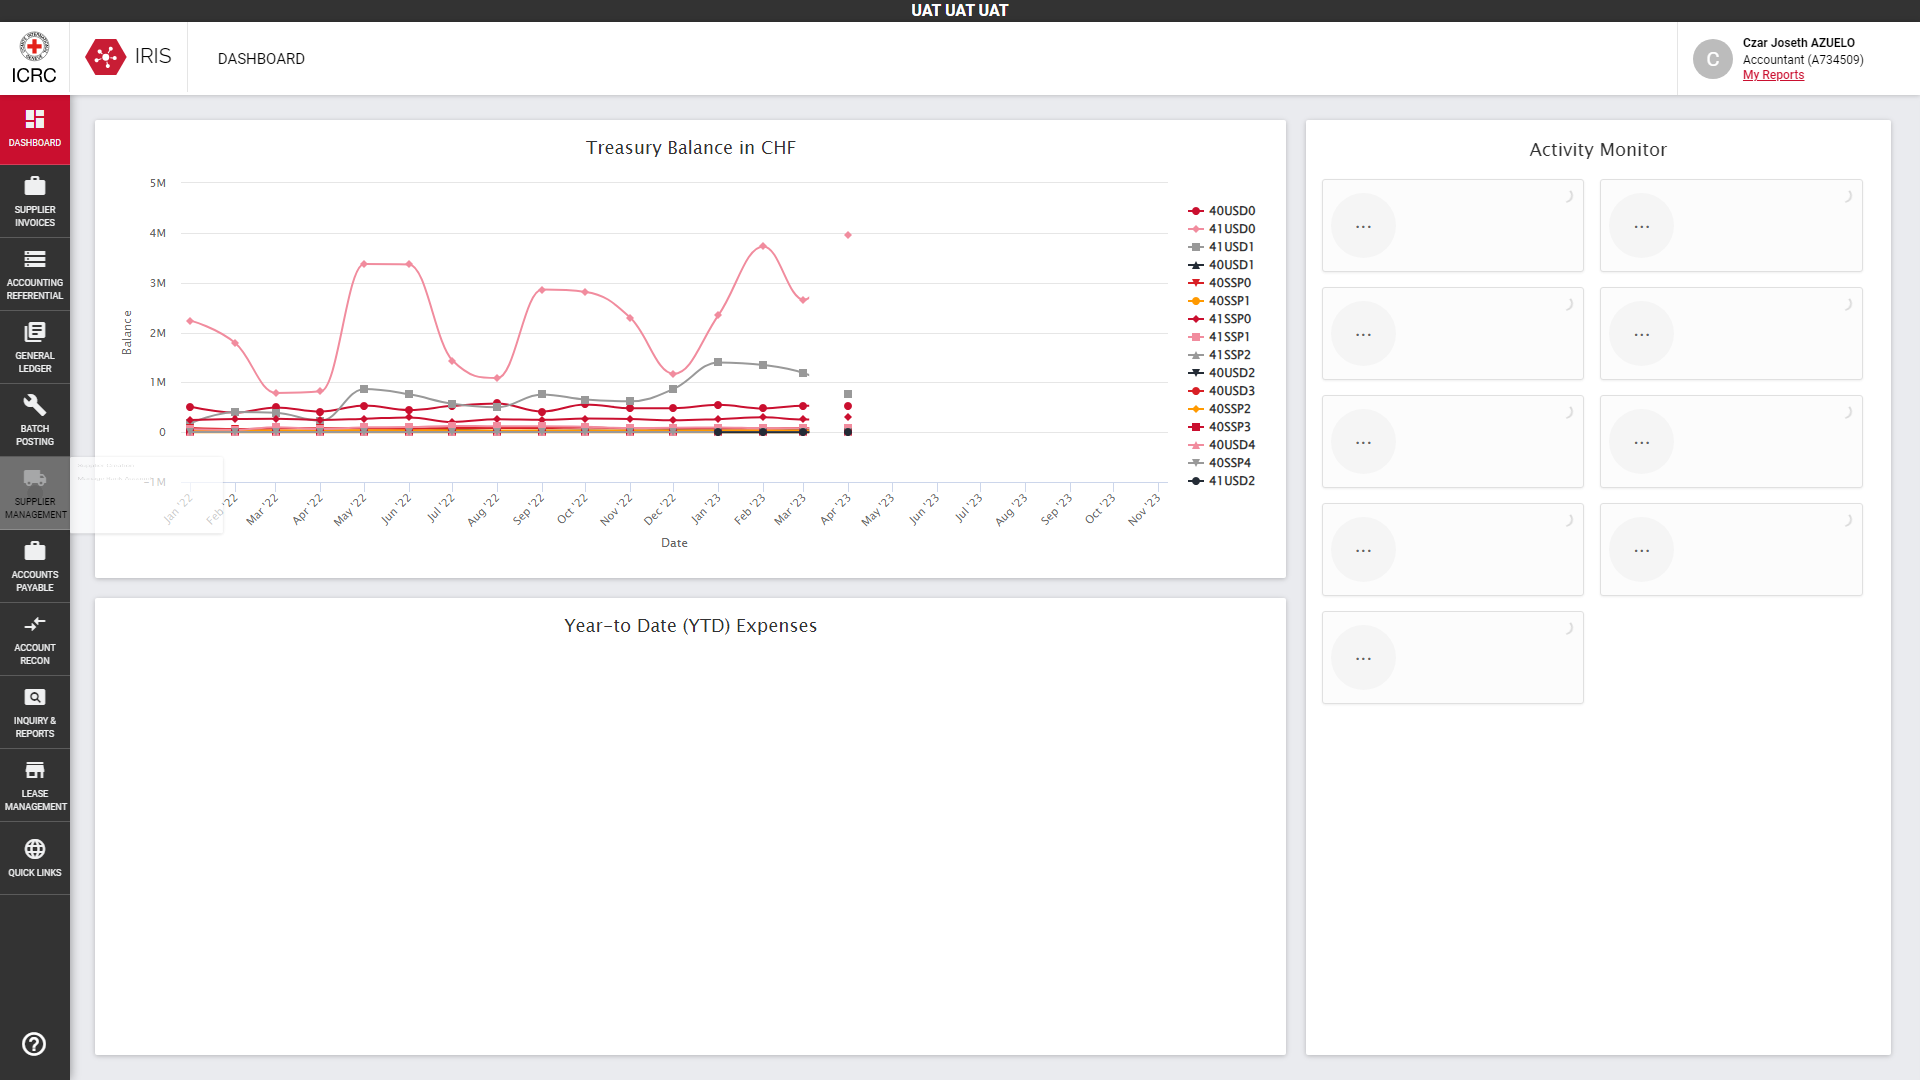 UAT UAT UAT
ICRC
IRIS
DASHBOARD
C
Czar Joseth AZUELO
Accountant (A734509)
My Reports
DASHBOARD
SUPPLIER
INVOICES
ACCOUNTING
REFERENTIAL
GENERAL
LEDGER
BATCH
POSTING
SUPPLIER
MANAGEMENT
ACCOUNTS
PAYABLE
ACCOUNT
RECON
INQUIRY &
REPORTS
LEASE
MANAGEMENT
QUICK LINKS
Treasury Balance in CHF
Balance
5M
4M
3M
2M
1M
0
-1M
Jan '22
Feb '22
Mar '22
Apr '22
May '22
Jun '22
Jul '22
Aug '22
Sep '22
Oct '22
Nov '22
Dec '22
Jan '23
Feb '23
Mar '23
Apr '23
May '23
Jun '23
Jul '23
Aug '23
Sep '23
Oct '23
Nov '23
Date
40USD0
41USD0
41USD1
40USD1
40SSP0
40SSP1
41SSP0
41SSP1
41SSP2
40USD2
40USD3
40SSP2
40SSP3
40USD4
40SSP4
41USD2
Year-to Date (YTD) Expenses
Activity Monitor
...
...
...
...
...
...
...
...
...